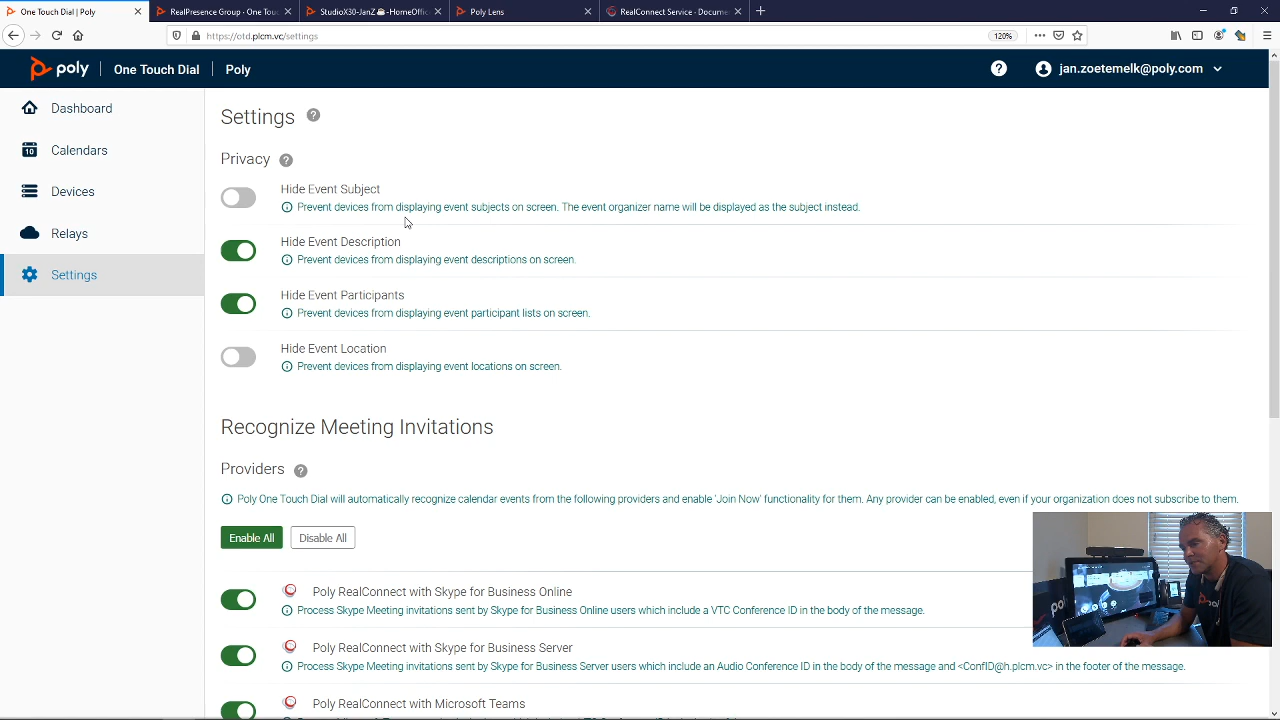 One Touch Dial | Poly
RealPresence Group - One Tou
StudioX30-JanZ -HomeOffic
Poly Lens
RealConnect Service - Docume
https://otd.plcm.vc/settings
120%
poly
One Touch Dial
Poly
jan.zoetemelk@poly.com
Dashboard
Calendars
Devices
Relays
Settings
Settings
Privacy
Hide Event Subject
Prevent devices from displaying event subjects on screen. The event organizer name will be displayed as the subject instead.
Hide Event Description
Prevent devices from displaying event descriptions on screen.
Hide Event Participants
Prevent devices from displaying event participant lists on screen.
Hide Event Location
Prevent devices from displaying event locations on screen.
Recognize Meeting Invitations
Providers
Poly One Touch Dial will automatically recognize calendar events from the following providers and enable 'Join Now' functionality for them. Any provider can be enabled, even if your organization does not subscribe to them.
Enable All
Disable All
Poly RealConnect with Skype for Business Online
Process Skype Meeting invitations sent by Skype for Business Online users which include a VTC Conference ID in the body of the message.
Poly RealConnect with Skype for Business Server
Process Skype Meeting invitations sent by Skype for Business Server users which include an Audio Conference ID in the body of the message and <ConfID@h.plcm.vc> in the footer of the message.
Poly RealConnect with Microsoft Teams